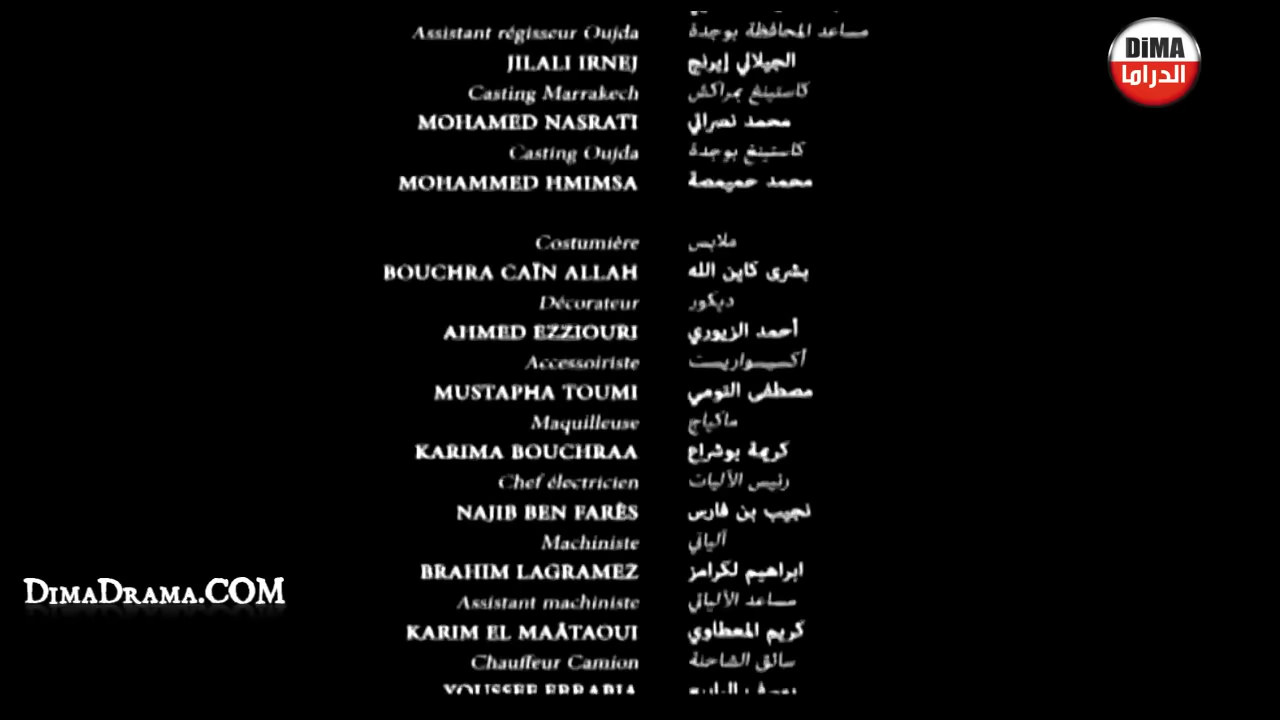 Assistant régisseur Oujda مساعد المحافظة بوجدة
JILALI IRNEJ الجيلالي إيرنج
Casting Marrakech كاستينغ بمراكش
MOHAMED NASRATI محمد نصراتي
Casting Oujda كاستينغ بوجدة
MOHAMMED HMIMSA محمد حميمصة
Costumière ملابس
BOUCHRA CAÏN ALLAH بشرى كاين الله
Décorateur ديكور
AHMED EZZIOURI أحمد الزيوري
Accessoiriste
MUSTAPHA TOUMI مصطفى التومي
Maquilleuse ماكياج
KARIMA BOUCHRAA كريمة بوشراع
Chef électricien رئيس الآليات
NAJIB BEN FARÊS نجيب بن فارس
Machiniste آلياتي
BRAHIM LAGRAMEZ ابراهيم لكرامز
Assistant machiniste مساعد الآلياتي
KARIM EL MAÂTAOUI كريم المعطاوي
Chauffeur Camion سائق الشاحنة
DiMA
الدراما
DIMADRAMA.COM